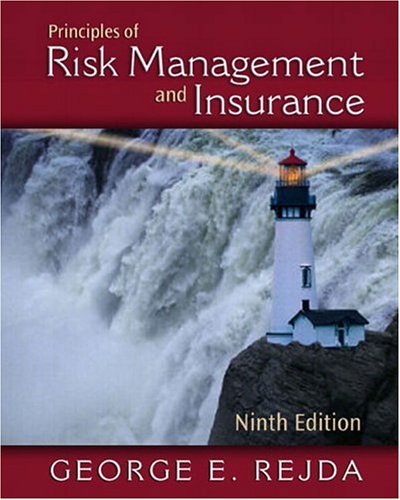 Principles of
Risk Management
and Insurance
Ninth Edition
GEORGE E. REJDA